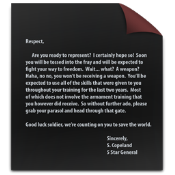 Respect,
Are you ready to represent? I certainly hope so! Soon
you will be tossed into the fray and will be expected to
fight your way to freedom. Wait... what? A weapon?
Haha, no no, you won't be receiving a weapon. You'll be
expected to use all of the skills that were given to you
throughout your training for the last two years. Most
of which does not involve the armament training that
you however did receive. So without further ado, please
grab your parasol and head through that gate.
Good luck soldier, we're counting on you to save the world.
Sincerely,
S. Copeland
5 Star General